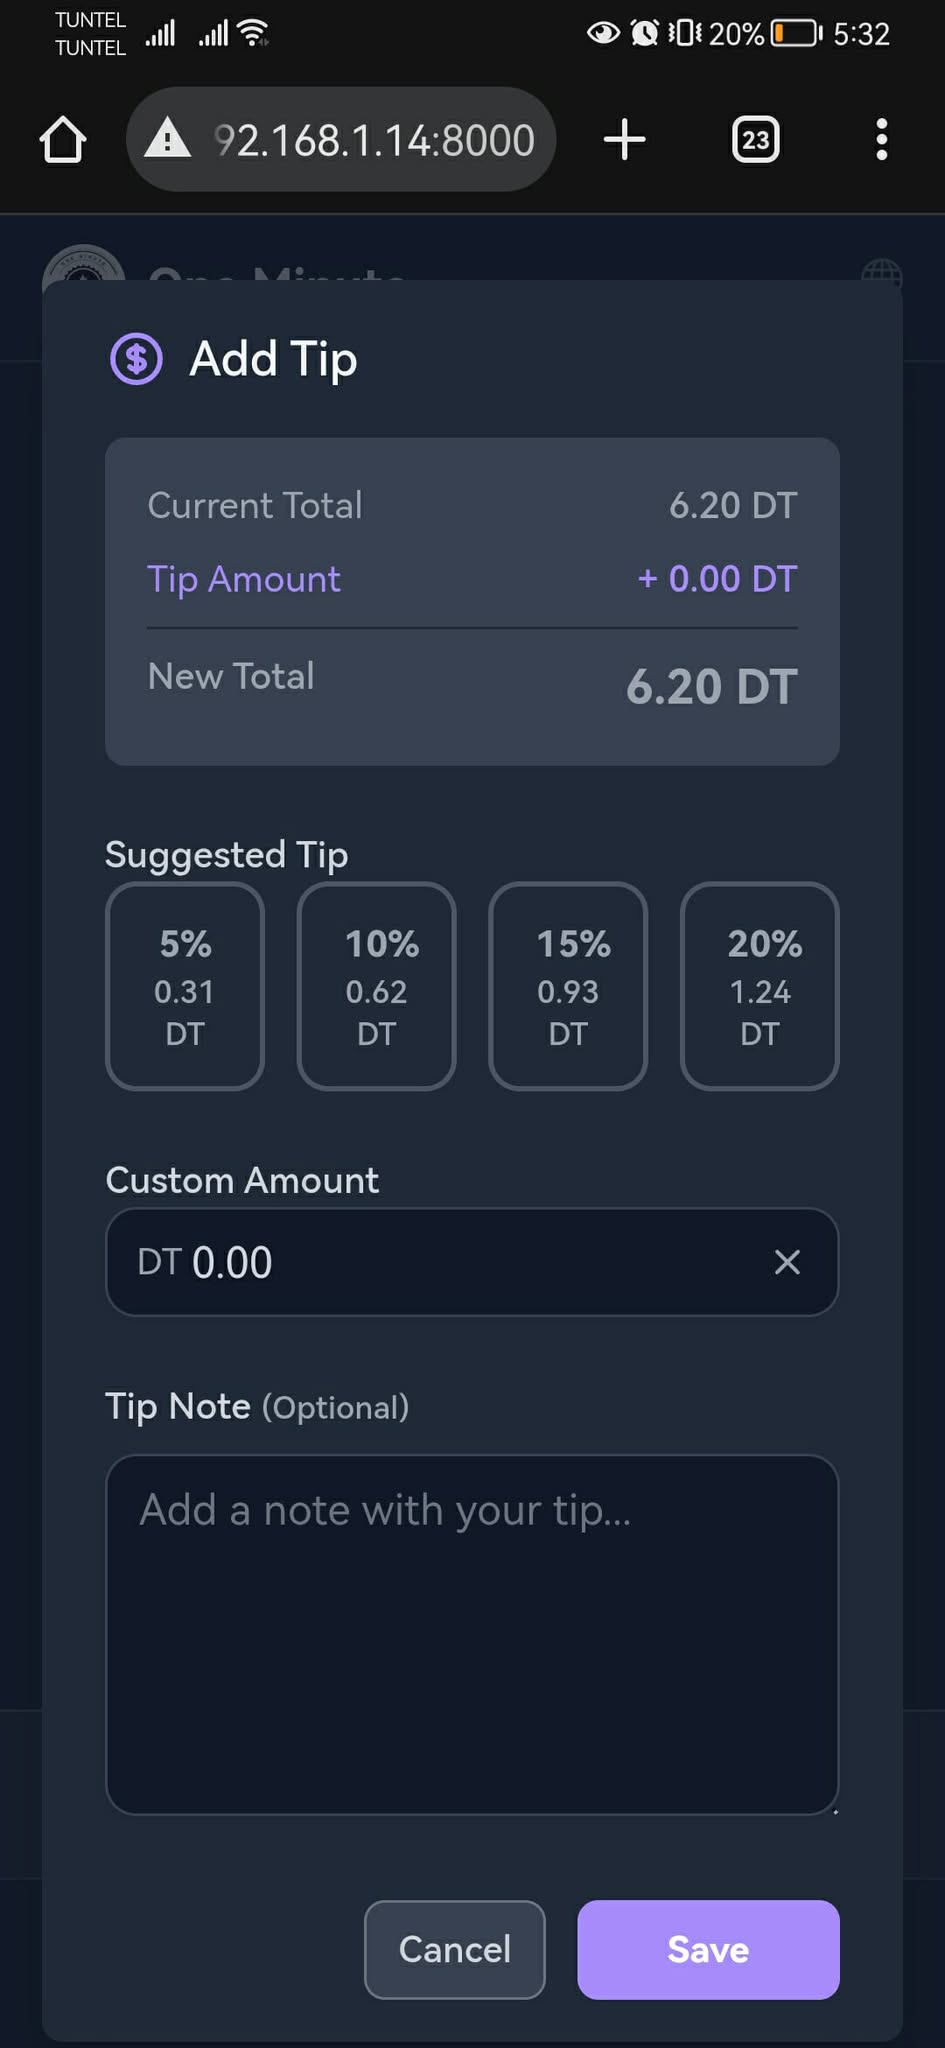 TUNTEL
TUNTEL
20% 5:32
92.168.1.14:8000
23
One Minute
Add Tip
Current Total 6.20 DT
Tip Amount + 0.00 DT
New Total 6.20 DT
Suggested Tip
5% 10% 15% 20%
0.31 0.62 0.93 1.24
DT DT DT DT
Custom Amount
DT 0.00
Tip Note (Optional)
Add a note with your tip...
Cancel Save